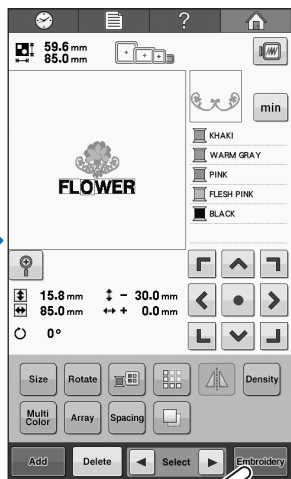 ?
59.6 mm
85.0 mm
min
KHAKI
WARM GRAY
PINK
FLESH PINK
BLACK
FLOWER
15.8 mm - 30.0 mm
85.0 mm + 0.0 mm
0°
Size Rotate Density
Multi Color Array Spacing
Add Delete Select Embroidery